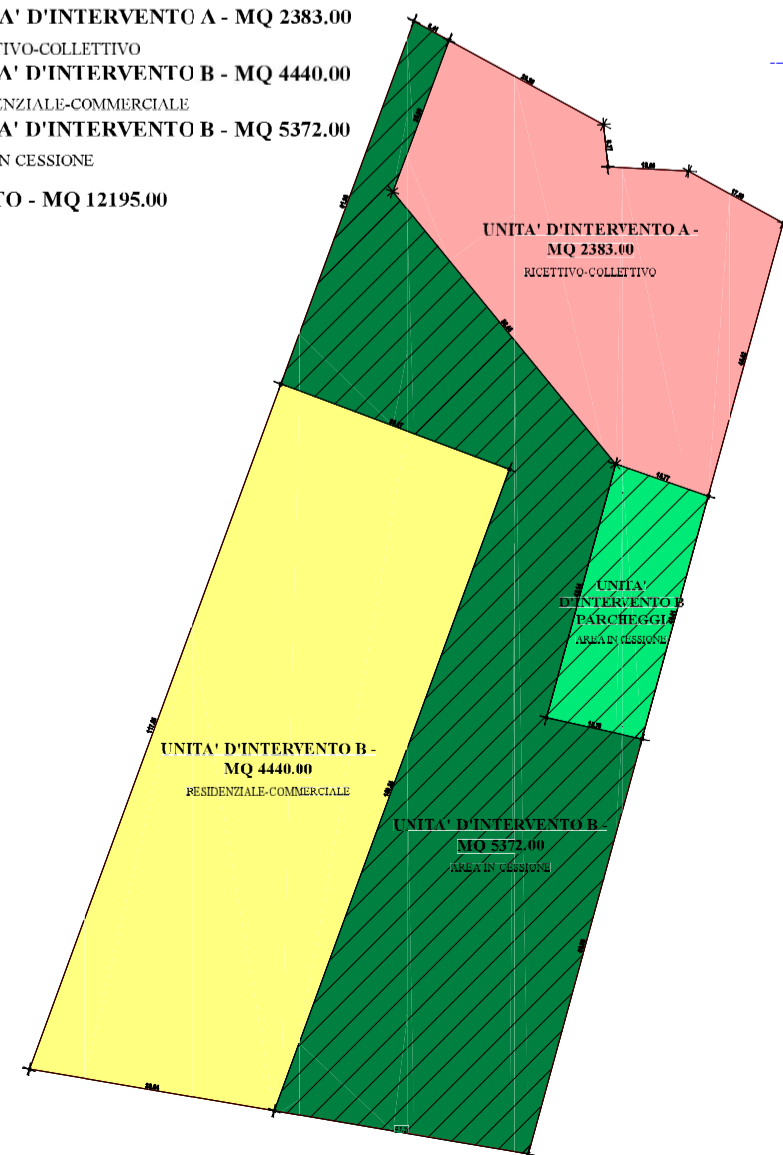 A' D'INTERVENTO A - MQ 2383.00
TIVO-COLLETTIVO
A' D'INTERVENTO B - MQ 4440.00
ENZIALE-COMMERCIALE
A' D'INTERVENTO B - MQ 5372.00
IN CESSIONE
TO - MQ 12195.00
UNITA' D'INTERVENTO A -
MQ 2383.00
RICETTIVO-COLLETTIVO
UNITA'
D'INTERVENTO B
PARCHEGGI
AREA IN CESSIONE
UNITA' D'INTERVENTO B -
MQ 4440.00
RESIDENZIALE-COMMERCIALE
UNITA' D'INTERVENTO B -
MQ 5372.00
AREA IN CESSIONE